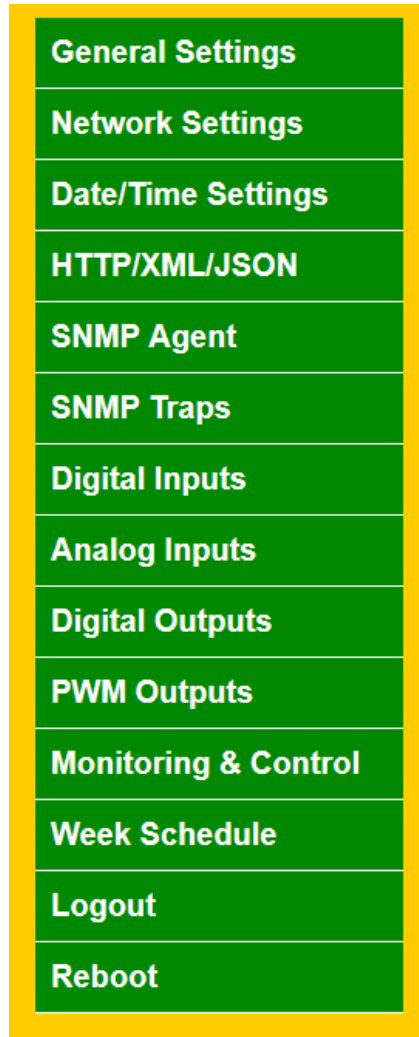 General Settings
Network Settings
Date/Time Settings
HTTP/XML/JSON
SNMP Agent
SNMP Traps
Digital Inputs
Analog Inputs
Digital Outputs
PWM Outputs
Monitoring & Control
Week Schedule
Logout
Reboot